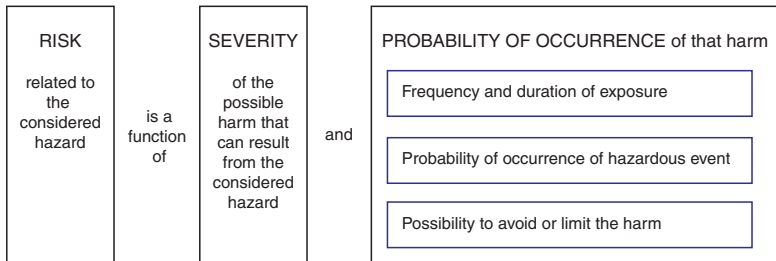 RISK
related to
the
considered
hazard
is a
function
of
SEVERITY
of the
possible
harm that
can result
from the
considered
hazard
and
PROBABILITY OF OCCURRENCE of that harm
Frequency and duration of exposure
Probability of occurrence of hazardous event
Possibility to avoid or limit the harm